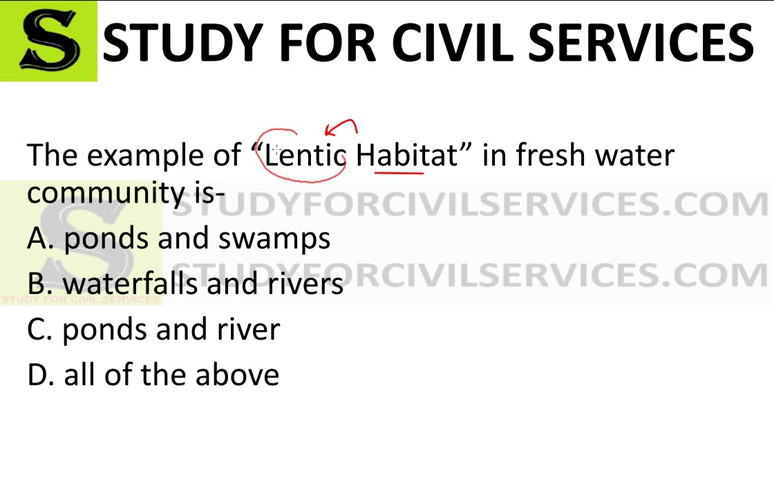 S STUDY FOR CIVIL SERVICES
The example of “Lentic Habitat” in fresh water
community is-
STUDYFORCIVILSERVICES.COM
A. ponds and swamps
B. waterfalls and rivers
STUDYFORCIVILSERVICES.COM
S
STUDY FOR CIVIL SERVICES
C. ponds and river
D. all of the above